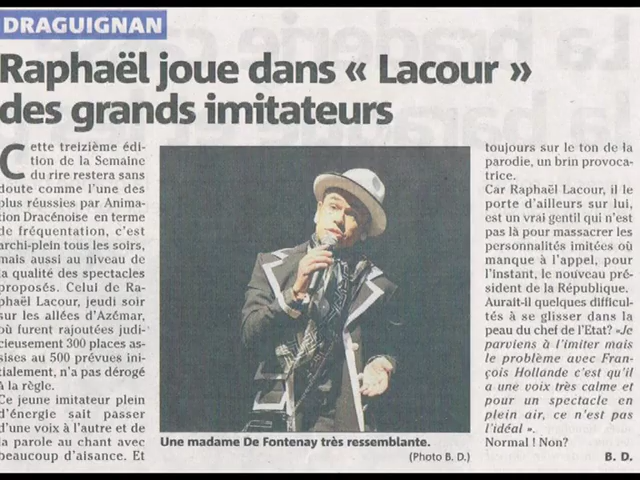 DRAGUIGNAN
Raphaël joue dans « Lacour »
des grands imitateurs
Cette treizième édi
tion de la Semaine
du rire restera sans
doute comme l'une des
plus réussies par Anima-
tion Dracénoise en terme
de fréquentation, c'est
archi-plein tous les soirs,
mais aussi au niveau de
la qualité des spectacles
proposés. Celui de Ra-
phaël Lacour, jeudi soir
sur les allées d'Azémar,
où furent rajoutées judi-
cieusement 300 places as-
sises au 500 prévues ini-
tialement, n'a pas dérogé
à la règle.
Ce jeune imitateur plein
d'énergie sait passer
d'une voix à l'autre et de
la parole au chant avec
beaucoup d'aisance. Et
Une madame De Fontenay très ressemblante.
(Photo B. D.)
toujours sur le ton de la
parodie, un brin provoca-
trice.
Car Raphaël Lacour, il le
porte d'ailleurs sur lui,
est un vrai gentil qui n'est
pas là pour massacrer les
personnalités imitées où
manque à l'appel, pour
l'instant, le nouveau pré-
sident de la République.
Aurait-il quelques difficul-
tés à se glisser dans la
peau du chef de l'Etat? «Je
parviens à l'imiter mais
le problème avec Fran-
çois Hollande c'est qu'il
a une voix très calme et
pour un spectacle en
plein air, ce n'est pas
l'idéal ».
Normal ! Non?
B. D.